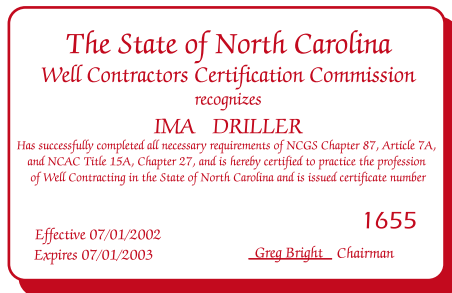 The State of North Carolina
Well Contractors Certification Commission
recognizes
IMA DRILLER
Has successfully completed all necessary requirements of NCGS Chapter 87, Article 7A,
and NCAC Title 15A, Chapter 27, and is hereby certified to practice the profession
of Well Contracting in the State of North Carolina and is issued certificate number
1655
Effective 07/01/2002
Expires 07/01/2003
Greg Bright Chairman